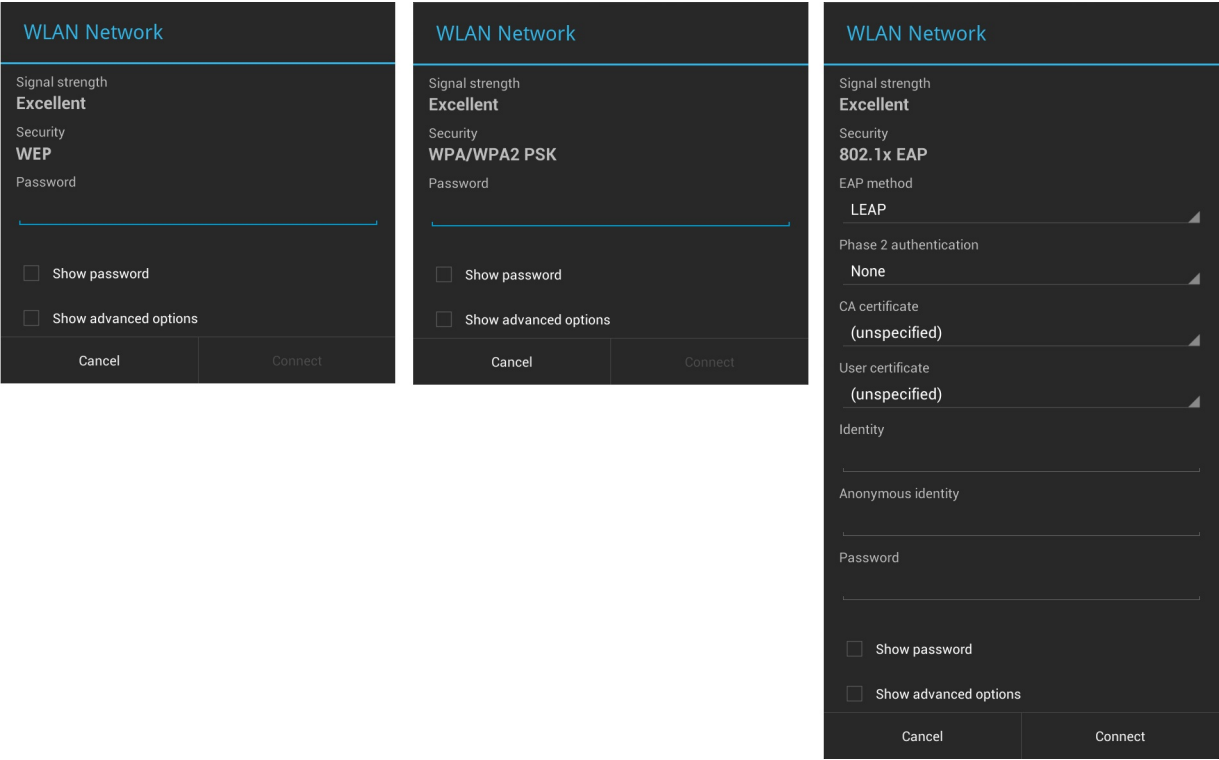 WLAN Network
Signal strength
Excellent
Security
WEP
Password
Show password
Show advanced options
Cancel
Connect
WLAN Network
Signal strength
Excellent
Security
WPA/WPA2 PSK
Password
Show password
Show advanced options
Cancel
Connect
WLAN Network
Signal strength
Excellent
Security
802.1x EAP
EAP method
LEAP
Phase 2 authentication
None
CA certificate
(unspecified)
User certificate
(unspecified)
Identity
Anonymous identity
Password
Show password
Show advanced options
Cancel
Connect